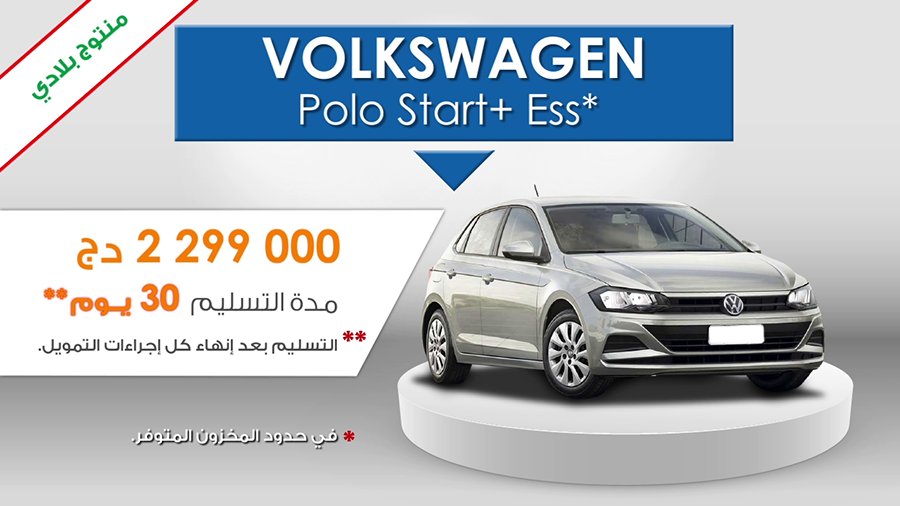 منتوج بلادي
VOLKSWAGEN
Polo Start+ Ess*
2 299 000 دج
مدة التسليم 30 يوم**
** التسليم بعد إنهاء كل إجراءات التمويل.
* في حدود المخزون المتوفر.